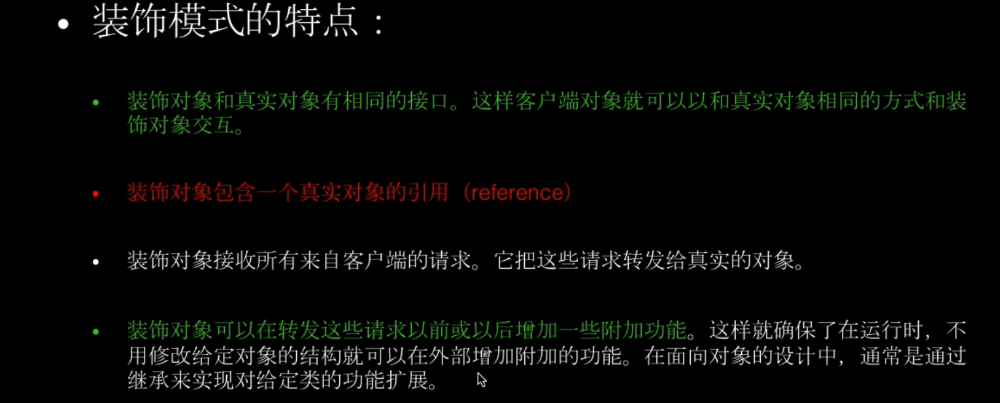 • 装饰模式的特点：
• 装饰对象和真实对象有相同的接口。这样客户端对象就可以以和真实对象相同的方式和装
饰对象交互。
• 装饰对象包含一个真实对象的引用（reference）
• 装饰对象接收所有来自客户端的请求。它把这些请求转发给真实的对象。
• 装饰对象可以在转发这些请求以前或以后增加一些附加功能。这样就确保了在运行时，不
用修改给定对象的结构就可以在外部增加附加的功能。在面向对象的设计中，通常是通过
继承来实现对给定类的功能扩展。